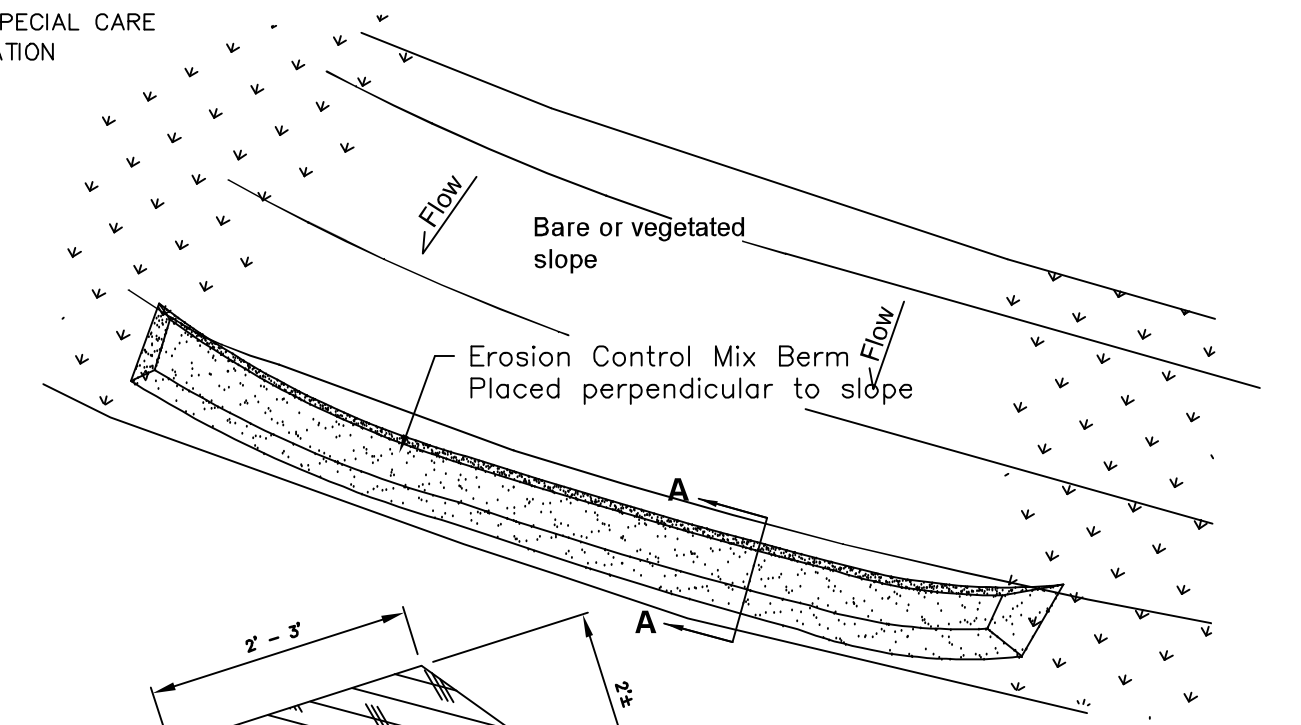 PECIAL CARE
ATION
Flow
Bare or vegetated
slope
Flow
Erosion Control Mix Berm
Placed perpendicular to slope
A
A
2' - 3'
2'±